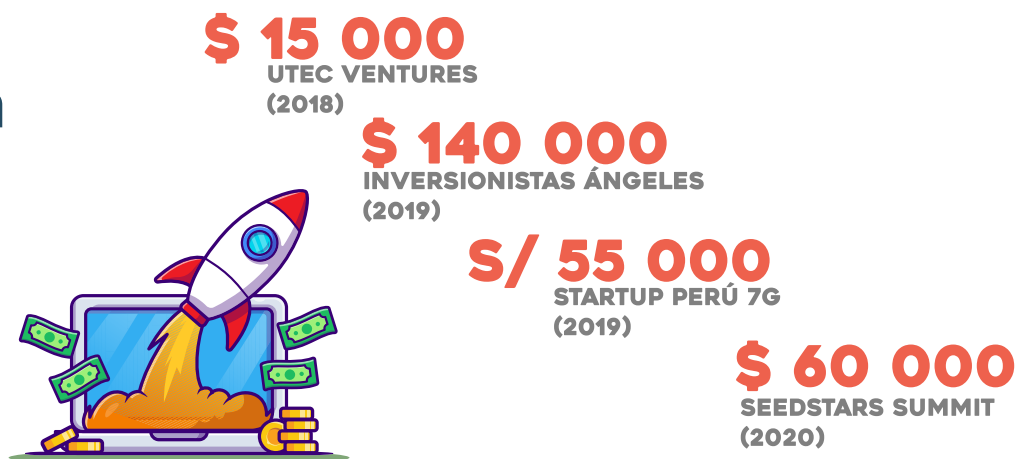 $ 15 000
UTEC VENTURES
(2018)
$ 140 000
INVERSIONISTAS ÁNGELES
(2019)
S/ 55 000
STARTUP PERÚ 7G
(2019)
$ 60 000
SEEDSTARS SUMMIT
(2020)